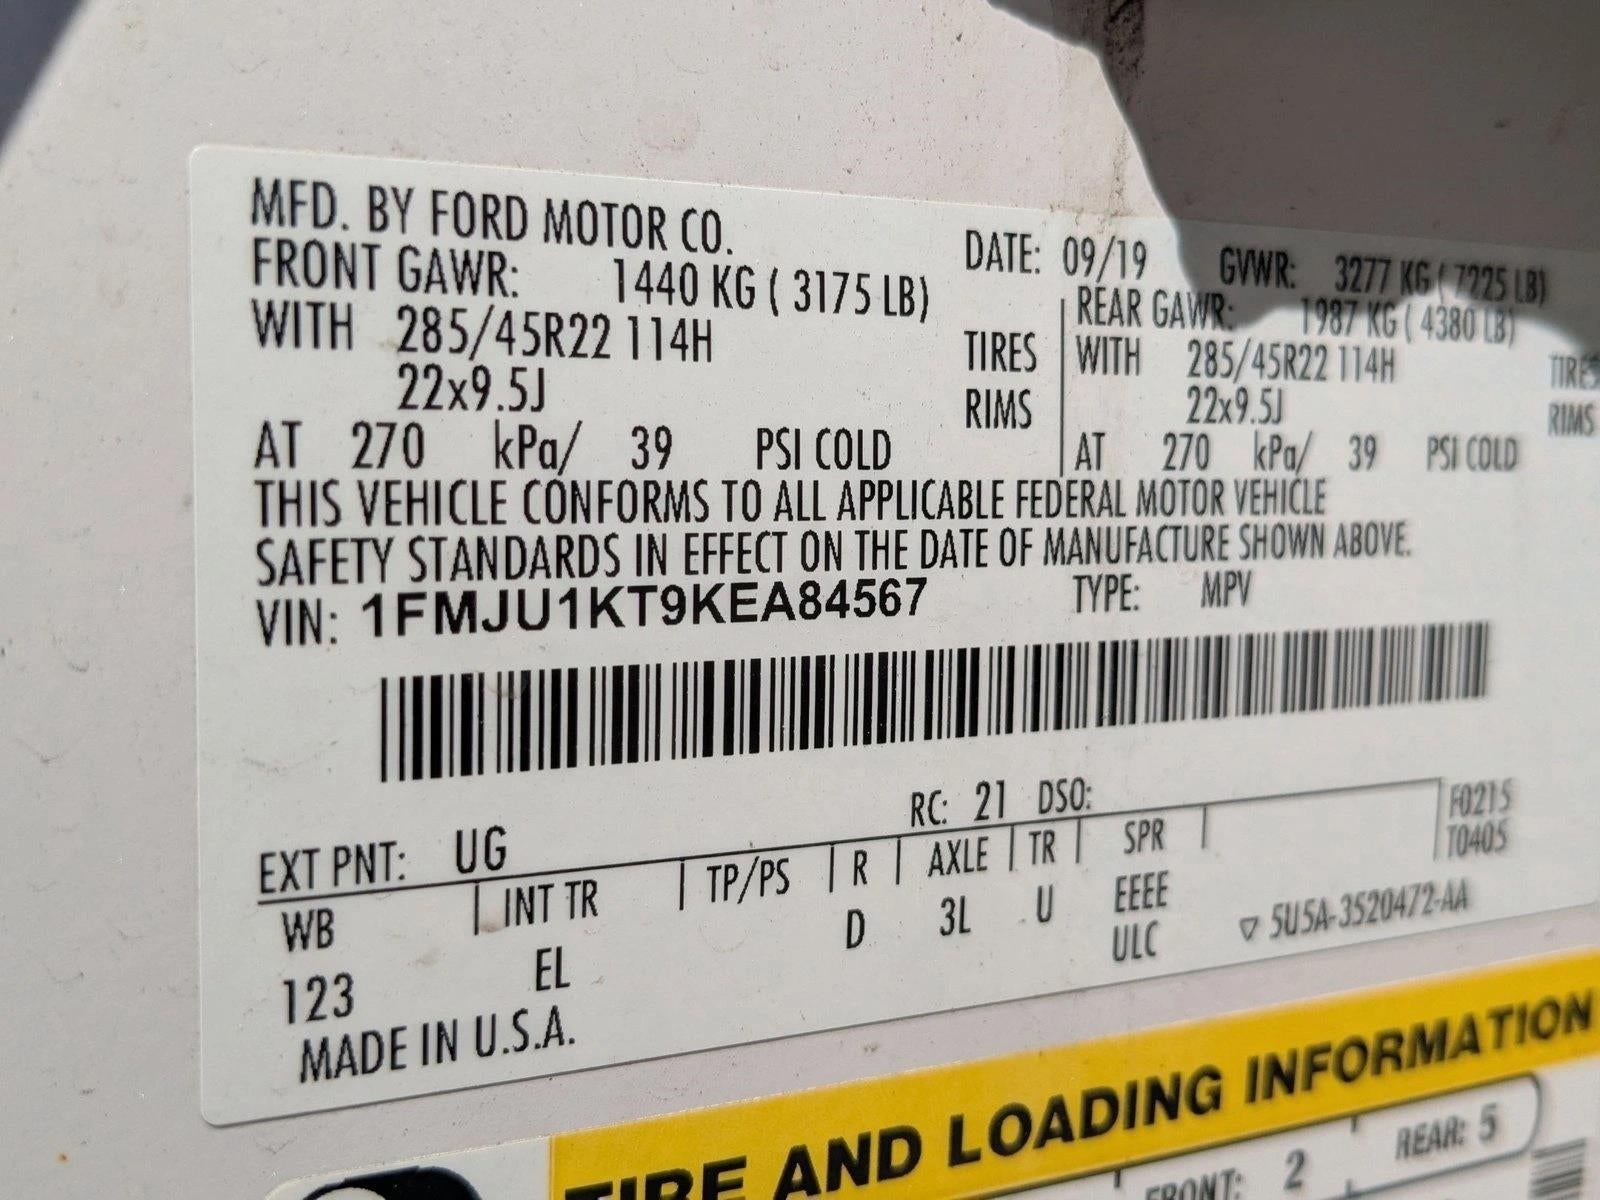 MFD. BY FORD MOTOR CO.
DATE: 09/19 GVWR: 3277 KG ( 7225 LB)
FRONT GAWR: 1440 KG ( 3175 LB) REAR GAWR: 1987 KG ( 4380 LB)
WITH 285/45R22 114H TIRES WITH 285/45R22 114H TIRES
22x9.5J RIMS 22x9.5J RIMS
AT 270 kPa/ 39 PSI COLD AT 270 kPa/ 39 PSI COLD
THIS VEHICLE CONFORMS TO ALL APPLICABLE FEDERAL MOTOR VEHICLE
SAFETY STANDARDS IN EFFECT ON THE DATE OF MANUFACTURE SHOWN ABOVE.
VIN: 1FMJU1KT9KEA84567 TYPE: MPV
EXT PNT: UG RC: 21 DSO: F0215
WB INT TR TP/PS R AXLE TR SPR T0405
123 EL D 3L U EEEE
ULC ▽ 5U5A-3520472-AA
MADE IN U.S.A.
TIRE AND LOADING INFORMATION
FRONT: 2 REAR: 5